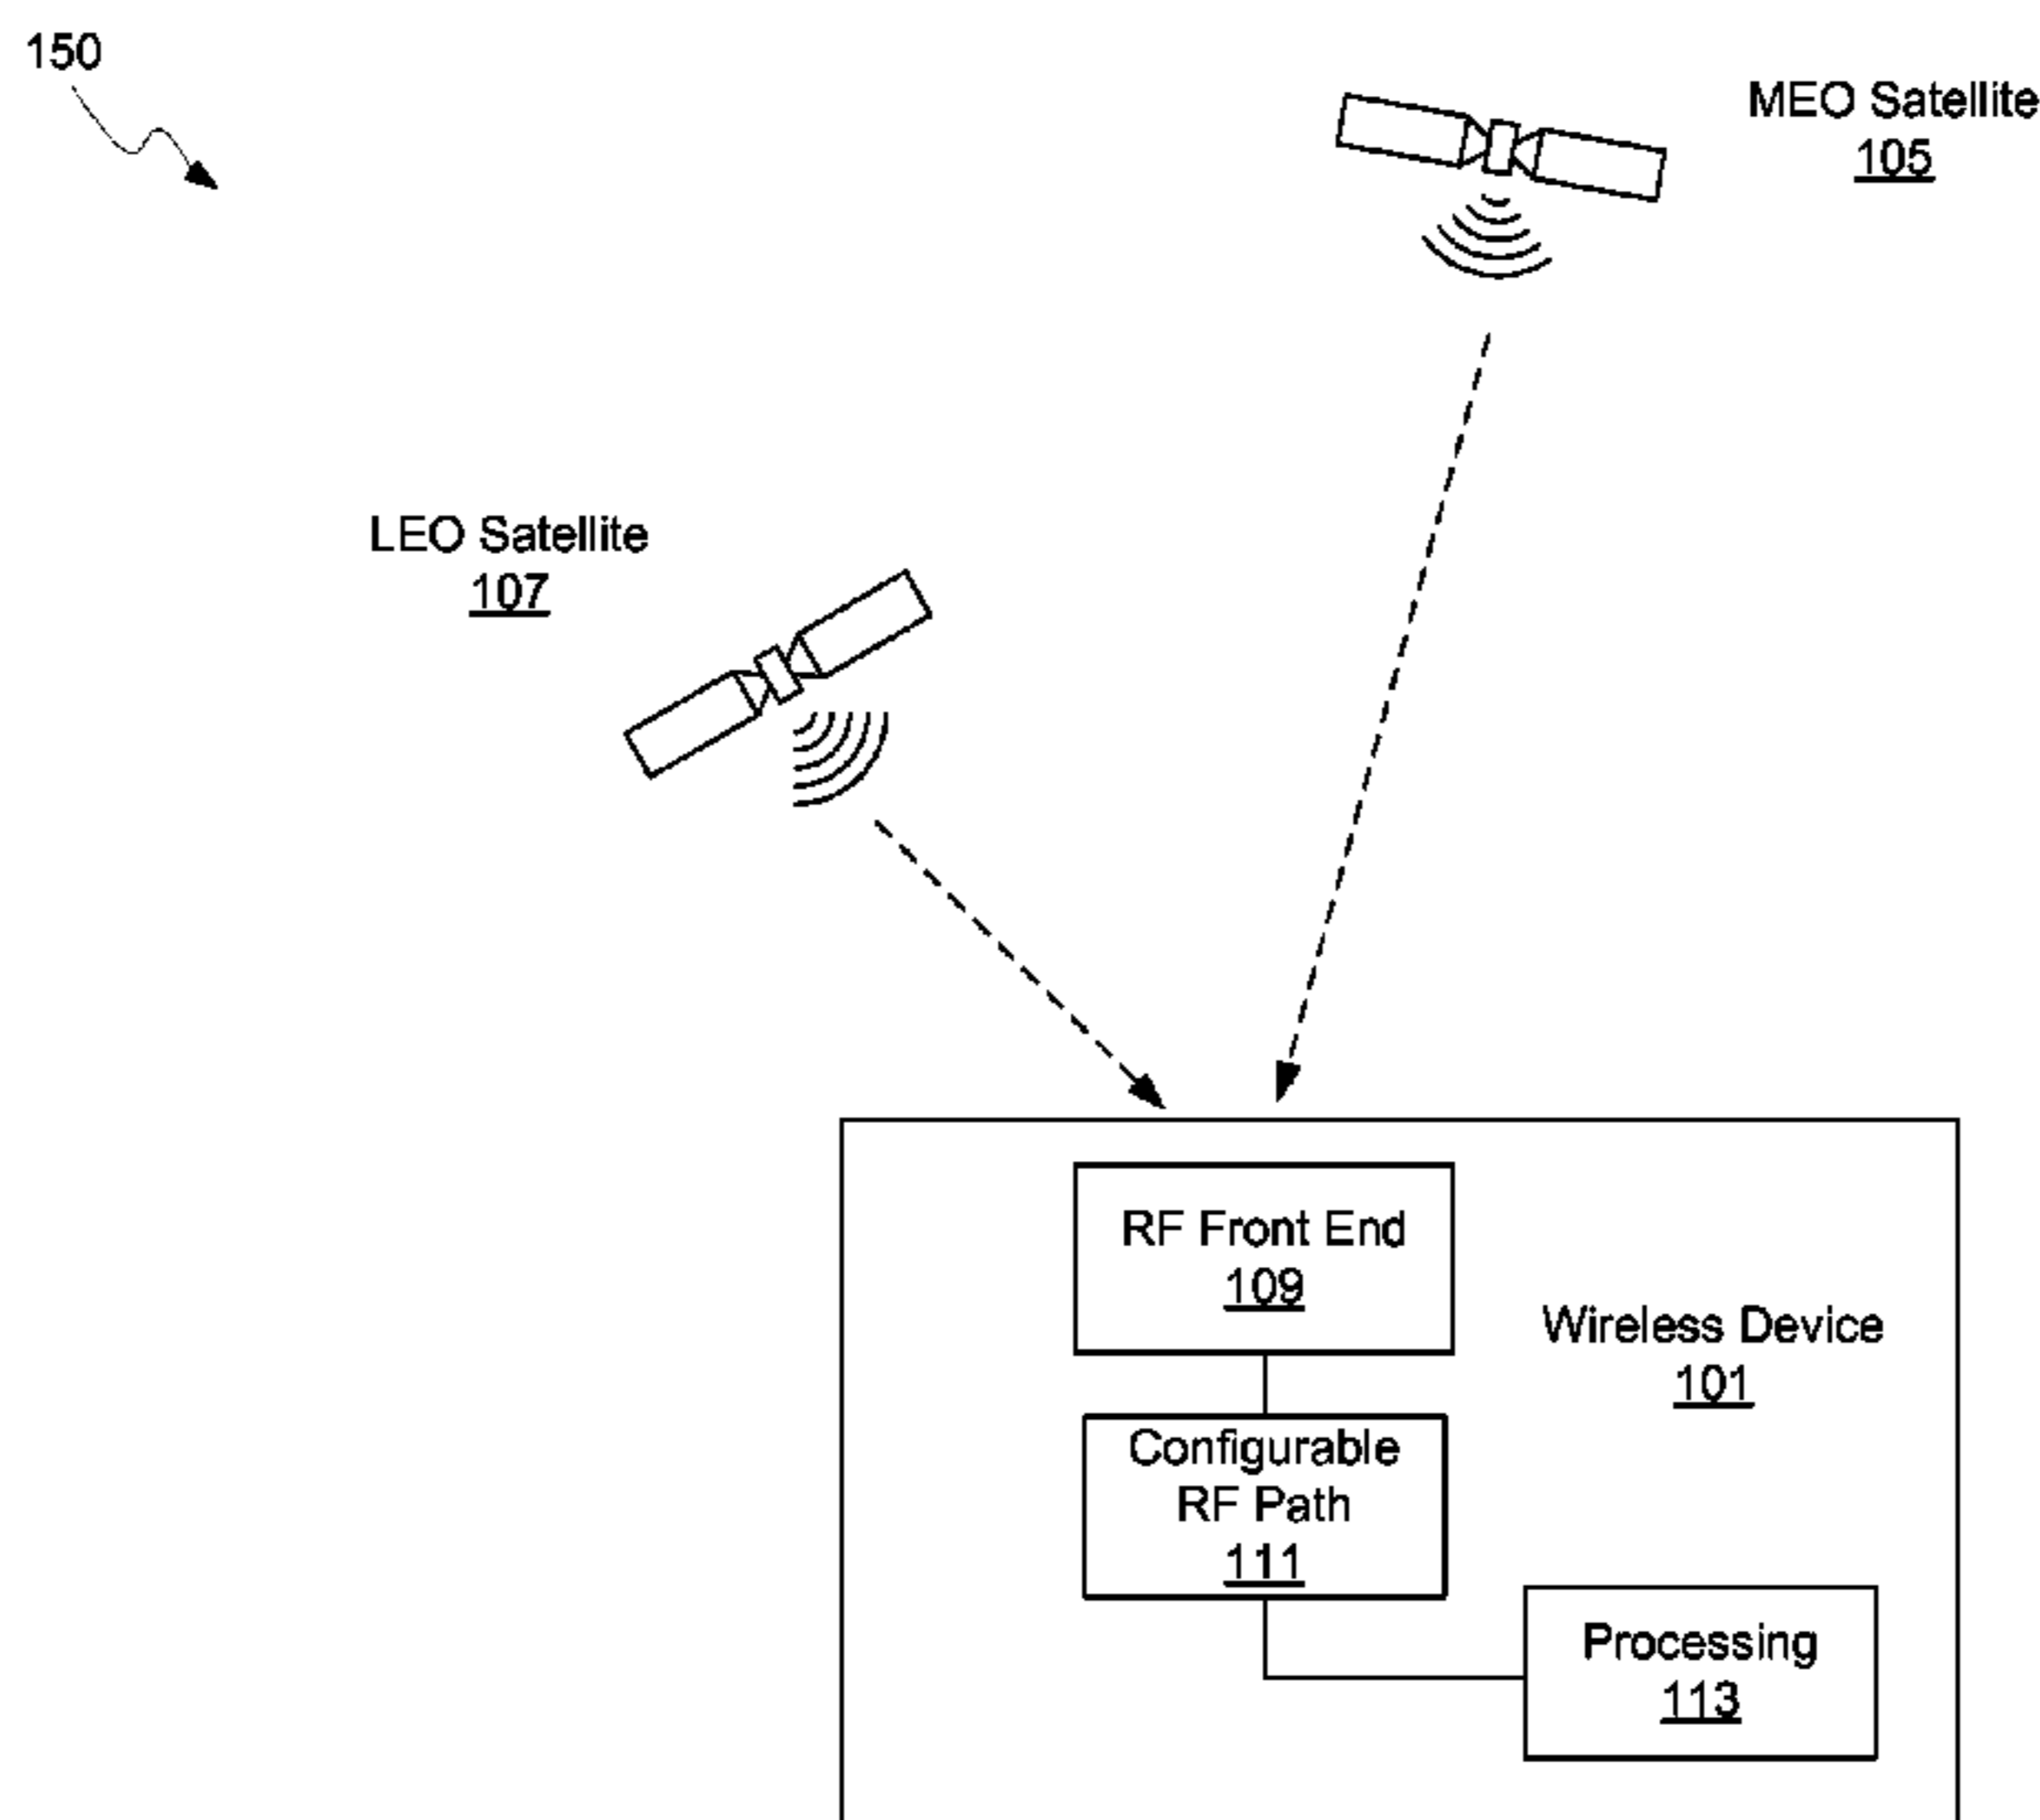 150
MEO Satellite
105
LEO Satellite
107
RF Front End
109
Wireless Device
101
Configurable
RF Path
111
Processing
113